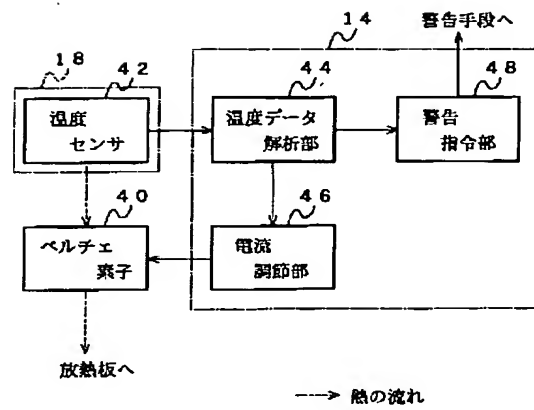 警告手段へ
14
18
42
44
48
温度
センサ
温度データ
解析部
警告
指令部
40
46
ペルチェ
素子
電流
調節部
放熱板へ
熱の流れ